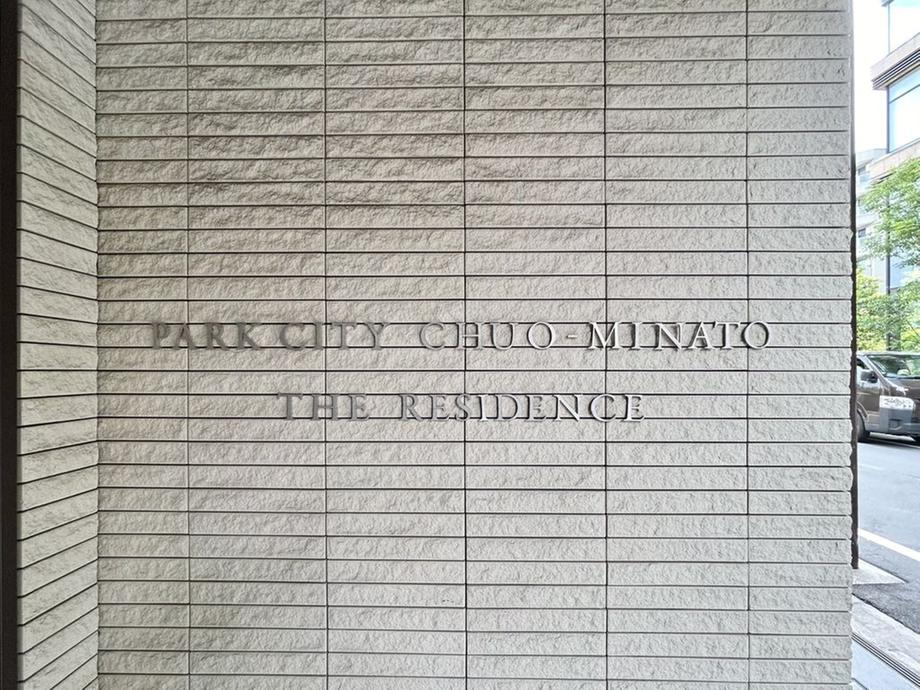 PARK CITY CHUO-MINATO
THE RESIDENCE